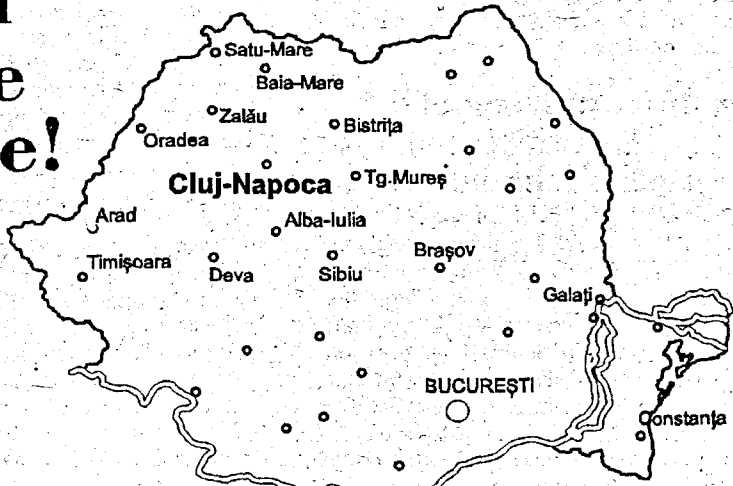 e!
Satu-Mare
Baia-Mare
Zalău
Oradea
Bistrița
Cluj-Napoca
Tg.Mureș
Arad
Alba-Iulia
Timișoara
Deva
Sibiu
Brașov
Galați
BUCUREȘTI
Constanța